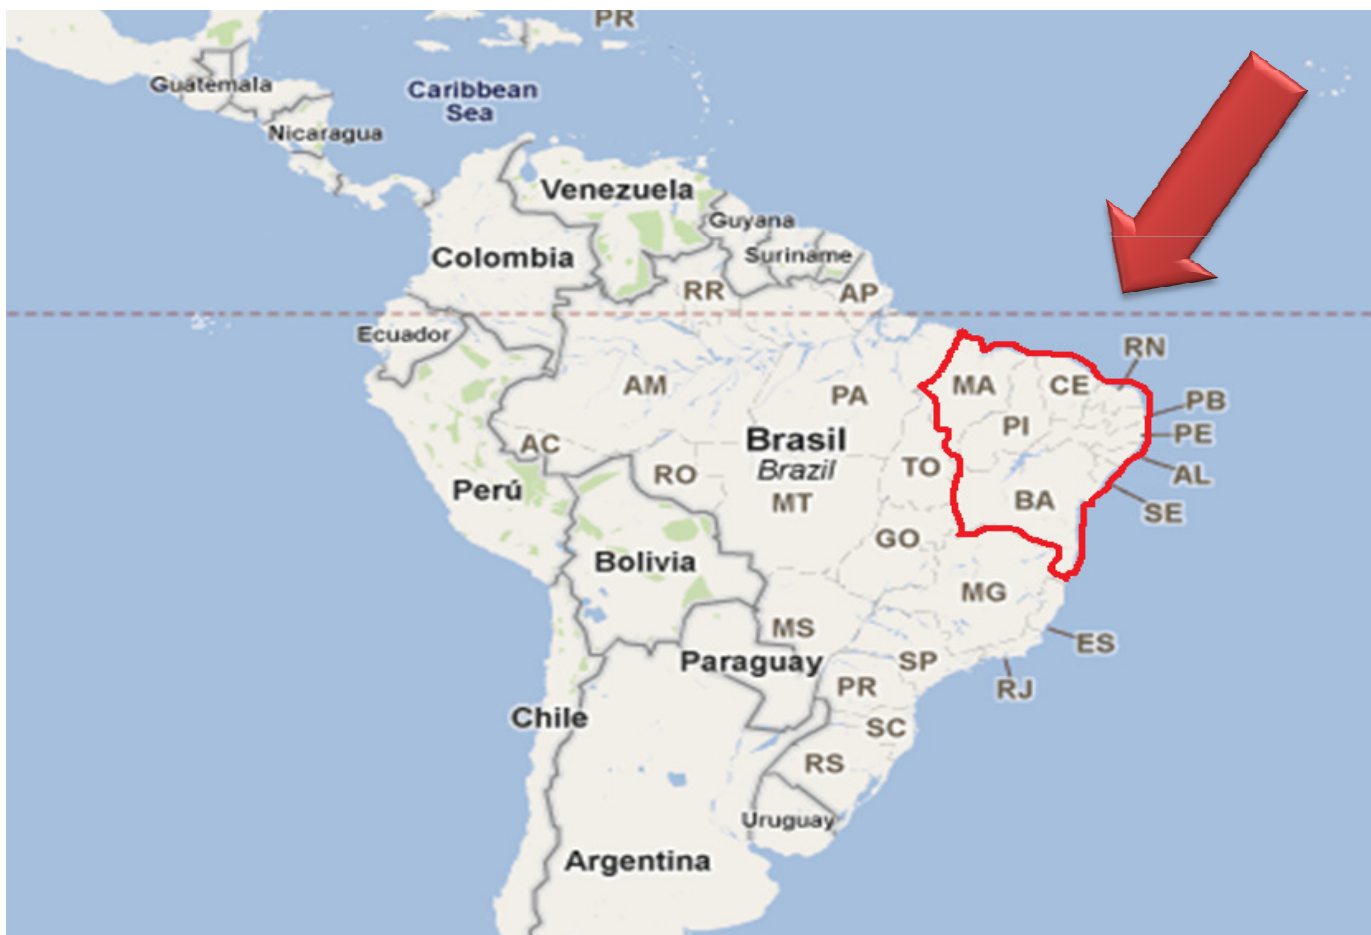 PR
Guatemala
Caribbean
Sea
Nicaragua
Venezuela
Guyana
Suriname
Colombia
RR
AP
Ecuador
RN
AM
MA
CE
PA
PB
PI
Brasil
PE
AC
Brazil
TO
RO
AL
Perú
MT
BA
SE
GO
Bolivia
MG
MS
ES
Paraguay
SP
PR
RJ
Chile
SC
RS
Uruguay
Argentina